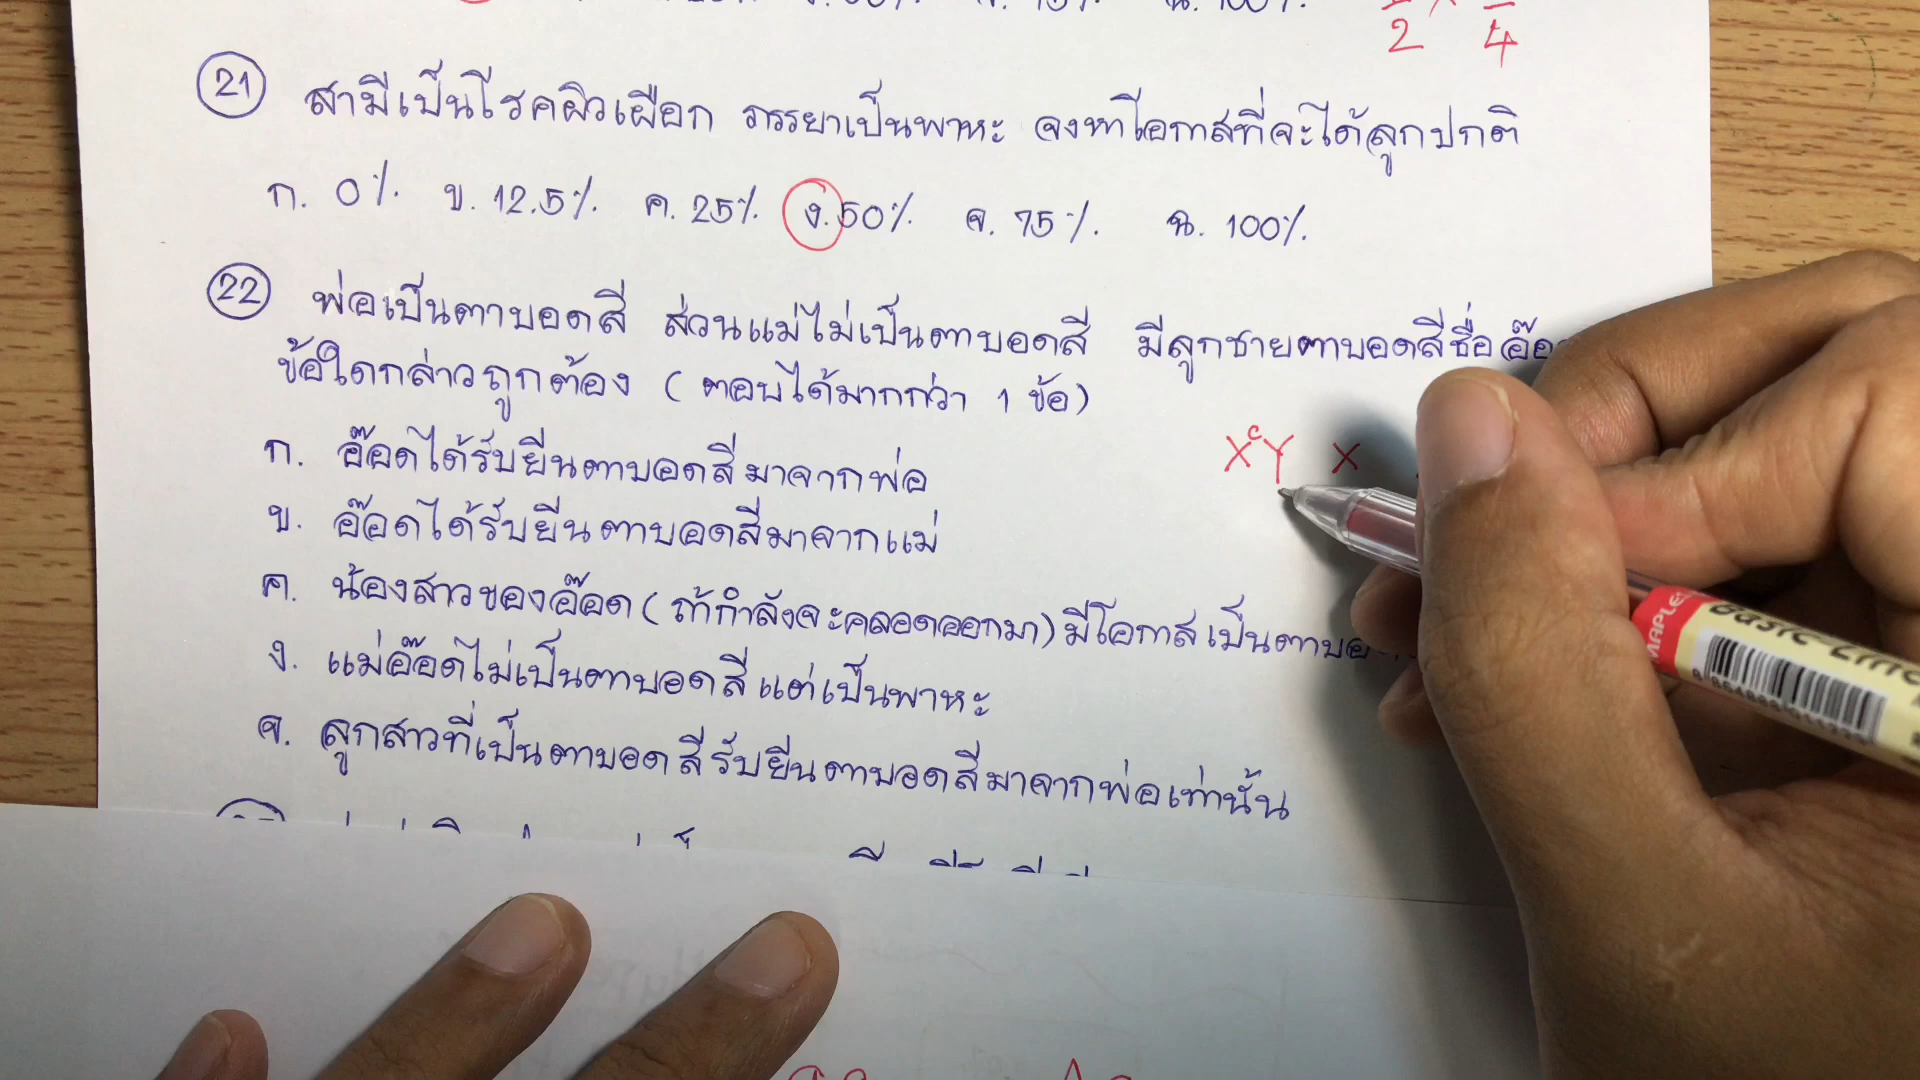 2 4
21 สามีเป็นโรคผิวเผือก ภรรยาเป็นพาหะ จงหาโอกาสที่จะได้ลูกปกติ
ก. 0% ข. 12.5% ค. 25% ง. 50% จ. 75% ฉ. 100%
22 พ่อเป็นตาบอดสี ส่วนแม่ไม่เป็นตาบอดสี มีลูกชายตาบอดสีชื่อ
ข้อใดกล่าวถูกต้อง (ตอบได้มากกว่า 1 ข้อ)
XᶜY X
ก. อ๊อดได้รับยีนตาบอดสีมาจากพ่อ
ข. อ๊อดได้รับยีนตาบอดสีมาจากแม่
ค. น้องสาวของอ๊อด (ถ้ากำลังจะคลอดออกมา) มีโอกาสเป็น
ง. แม่อ๊อดไม่เป็นตาบอดสีแต่เป็นพาหะ
จ. ลูกสาวที่เป็นตาบอดสีรับยีนตาบอดสีมาจากพ่อเท่านั้น